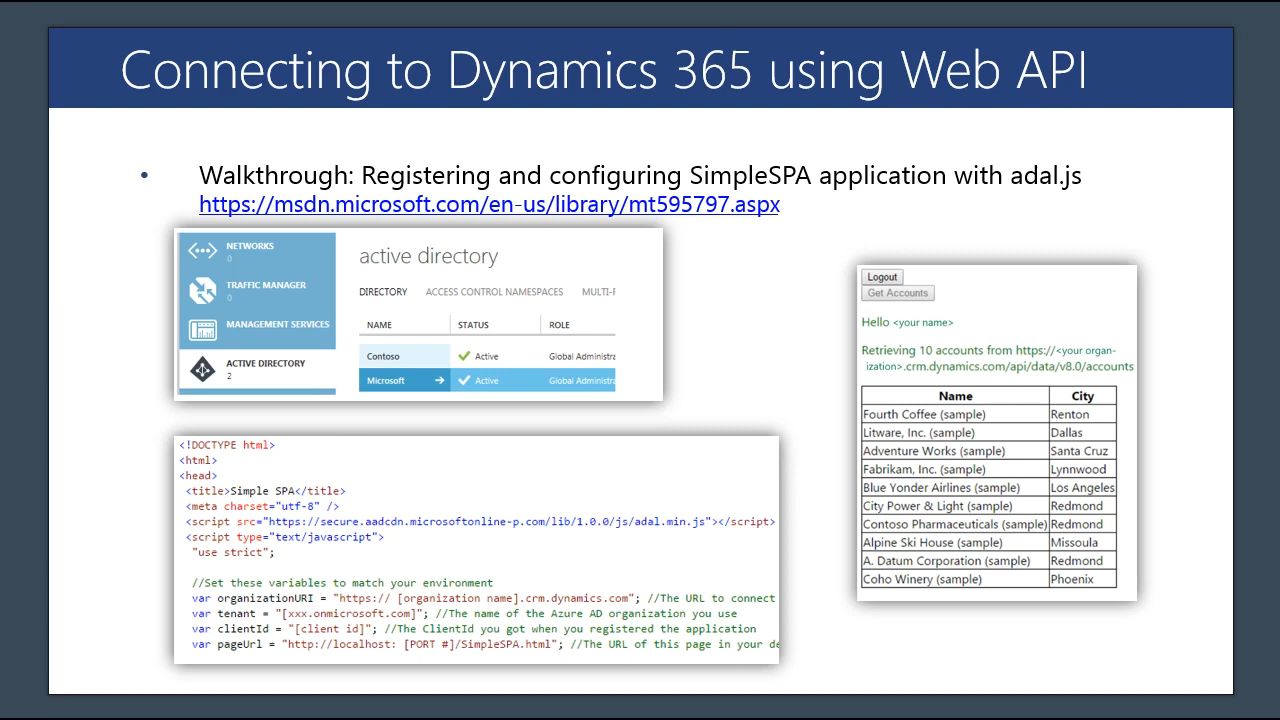 Connecting to Dynamics 365 using Web API
• Walkthrough: Registering and configuring SimpleSPA application with adal.js
https://msdn.microsoft.com/en-us/library/mt595797.aspx
NETWORKS
0
TRAFFIC MANAGER
0
MANAGEMENT SERVICES
ACTIVE DIRECTORY
2
active directory
DIRECTORY ACCESS CONTROL NAMESPACES MULTI-F
NAME STATUS ROLE
Contoso Active Global Administra
Microsoft Active Global Administra
<!DOCTYPE html>
<html>
<head>
<title>Simple SPA</title>
<meta charset="utf-8" />
<script src="https://secure.aadcdn.microsoftonline-p.com/lib/1.0.0/js/adal.min.js"></script>
<script type="text/javascript">
"use strict";
//Set these variables to match your environment
var organizationURI = "https:// [organization name].crm.dynamics.com"; //The URL to connect
var tenant = "[xxx.onmicrosoft.com]"; //The name of the Azure AD organization you use
var clientId = "[client id]"; //The ClientId you got when you registered the application
var pageUrl = "http://localhost: [PORT #]/SimpleSPA.html"; //The URL of this page in your de
Logout
Get Accounts
Hello <your name>
Retrieving 10 accounts from https://<your organ-
ization>.crm.dynamics.com/api/data/v8.0/accounts
Name City
Fourth Coffee (sample) Renton
Litware, Inc. (sample) Dallas
Adventure Works (sample) Santa Cruz
Fabrikam, Inc. (sample) Lynnwood
Blue Yonder Airlines (sample) Los Angeles
City Power & Light (sample) Redmond
Contoso Pharmaceuticals (sample) Redmond
Alpine Ski House (sample) Missoula
A. Datum Corporation (sample) Redmond
Coho Winery (sample) Phoenix